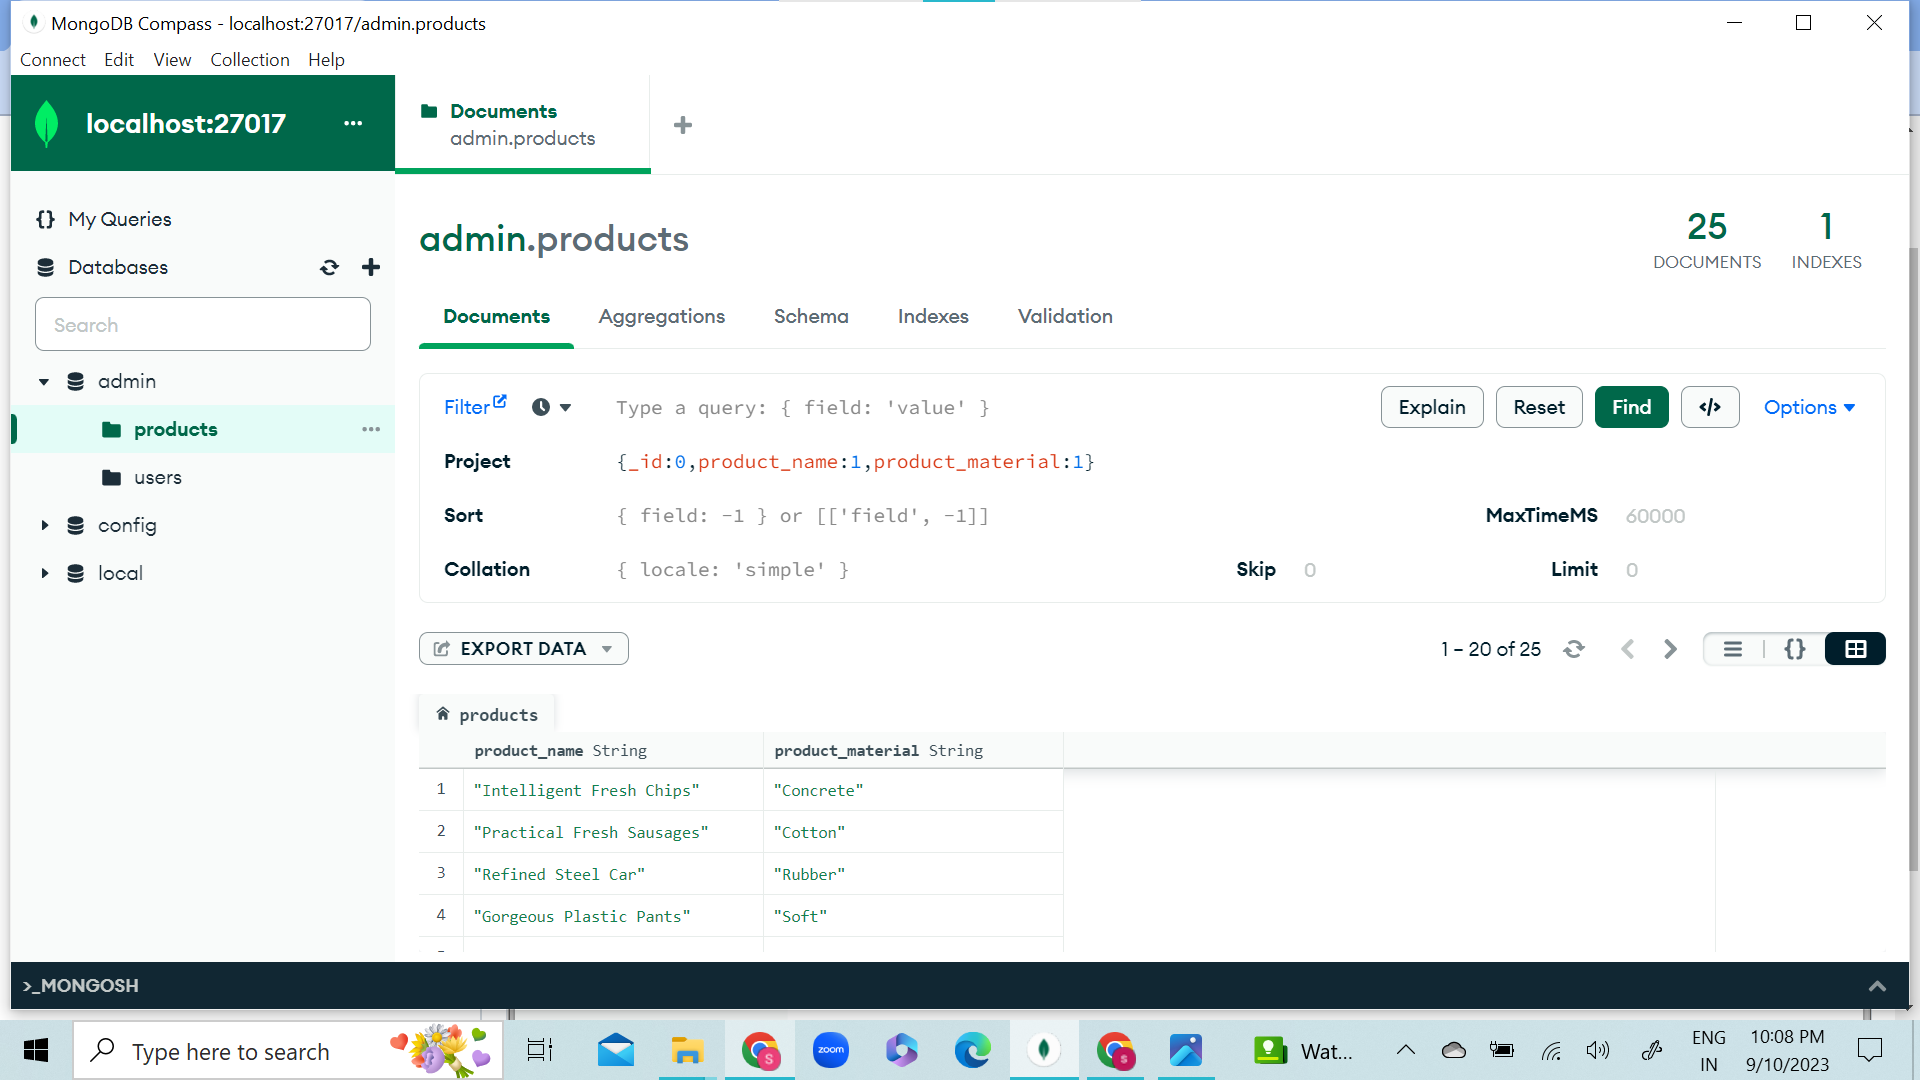 MongoDB Compass - localhost:27017/admin.products
Connect Edit View Collection Help
localhost:27017 ...
Documents
admin.products
+
{} My Queries
Databases
Search
admin
products ...
users
config
local
admin.products
25
DOCUMENTS
1
INDEXES
Documents Aggregations Schema Indexes Validation
Filter Type a query: { field: 'value' } Explain Reset Find </> Options
Project {_id:0,product_name:1,product_material:1}
Sort { field: -1 } or [['field', -1]] MaxTimeMS 60000
Collation { locale: 'simple' } Skip 0 Limit 0
EXPORT DATA 1 – 20 of 25 {}
products
product_name String product_material String
1 "Intelligent Fresh Chips" "Concrete"
2 "Practical Fresh Sausages" "Cotton"
3 "Refined Steel Car" "Rubber"
4 "Gorgeous Plastic Pants" "Soft"
>_MONGOSH
Type here to search
zoom
S
s
Wat...
ENG
IN
10:08 PM
9/10/2023